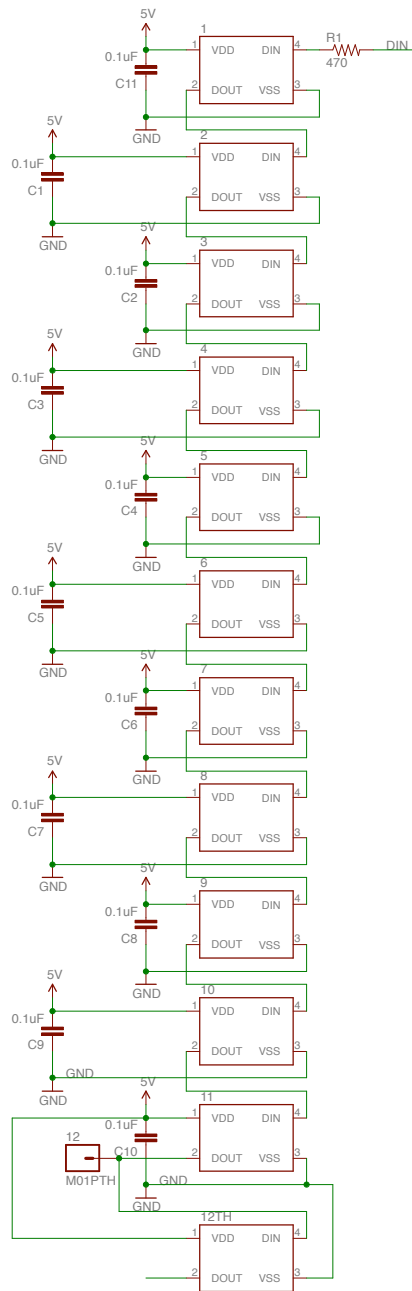 5V
1
0.1uF
C11
GND
1 VDD DIN 4
2 DOUT VSS 3
R1
470
DIN
5V
2
0.1uF
C1
GND
1 VDD DIN 4
2 DOUT VSS 3
5V
3
0.1uF
C2
GND
1 VDD DIN 4
2 DOUT VSS 3
5V
4
0.1uF
C3
GND
1 VDD DIN 4
2 DOUT VSS 3
5V
5
0.1uF
C4
GND
1 VDD DIN 4
2 DOUT VSS 3
5V
6
0.1uF
C5
GND
1 VDD DIN 4
2 DOUT VSS 3
5V
7
0.1uF
C6
GND
1 VDD DIN 4
2 DOUT VSS 3
5V
8
0.1uF
C7
GND
1 VDD DIN 4
2 DOUT VSS 3
5V
9
0.1uF
C8
GND
1 VDD DIN 4
2 DOUT VSS 3
5V
10
0.1uF
C9
GND
GND
1 VDD DIN 4
2 DOUT VSS 3
5V
11
0.1uF
C10
GND
GND
1 VDD DIN 4
2 DOUT VSS 3
12
M01PTH
12TH
1 VDD DIN 4
2 DOUT VSS 3